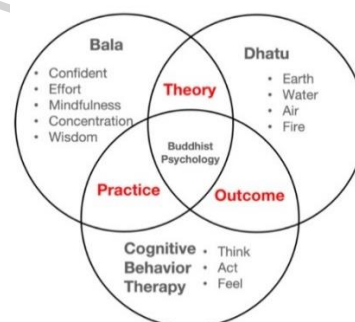 Bala
• Confident
• Effort
• Mindfulness
• Concentration
• Wisdom
Dhatu
• Earth
• Water
• Air
• Fire
Theory
Buddhist
Psychology
Practice
Outcome
Cognitive
Behavior
Therapy
• Think
• Act
• Feel